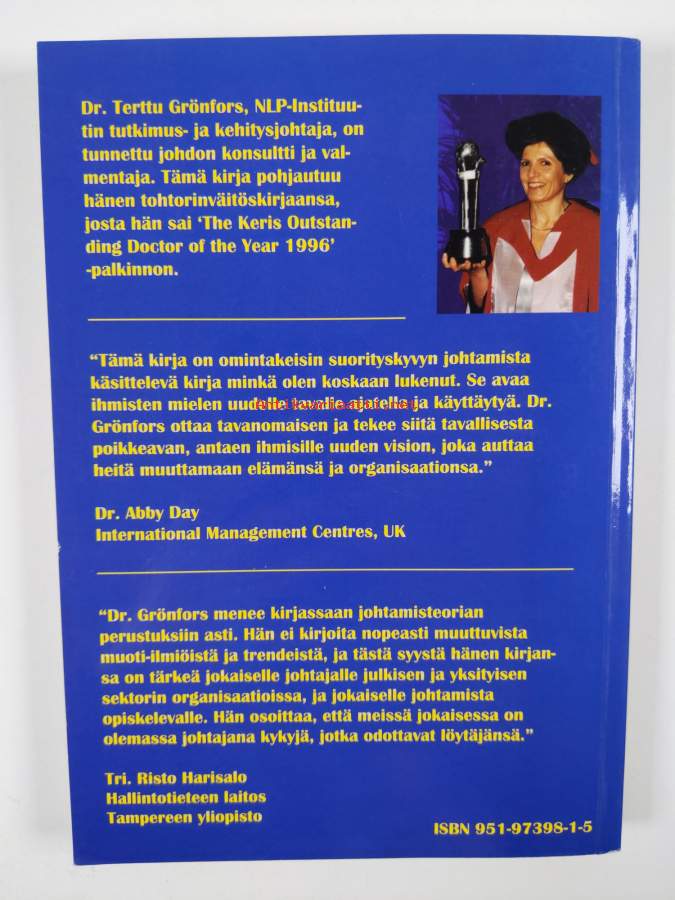 Dr. Terttu Grönfors, NLP-Instituu-
tin tutkimus- ja kehitysjohtaja, on
tunnettu johdon konsultti ja val-
mentaja. Tämä kirja pohjautuu
hänen tohtorinväitöskirjaansa,
josta hän sai ‘The Keris Outstan-
ding Doctor of the Year 1996’
-palkinnon.
“Tämä kirja on omintakeisin suorityskyvyn johtamista
käsittelevä kirja minkä olen koskaan lukenut. Se avaa
ihmisten mielen uudelle tavalle ajatella ja käyttäytyä. Dr.
Antikvariaatti.net
Grönfors ottaa tavanomaisen ja tekee siitä tavallisesta
poikkeavan, antaen ihmisille uuden vision, joka auttaa
heitä muuttamaan elämänsä ja organisaationsa.”
Dr. Abby Day
International Management Centres, UK
“Dr. Grönfors menee kirjassaan johtamisteorian
perustuksiin asti. Hän ei kirjoita nopeasti muuttuvista
muoti-ilmiöistä ja trendeistä, ja tästä syystä hänen kirjan-
sa on tärkeä jokaiselle johtajalle julkisen ja yksityisen
sektorin organisaatioissa, ja jokaiselle johtamista
opiskelevalle. Hän osoittaa, että meissä jokaisessa on
olemassa johtajana kykyjä, jotka odottavat löytäjänsä.”
Tri. Risto Harisalo
Hallintotieteen laitos
Tampereen yliopisto
ISBN 951-97398-1-5